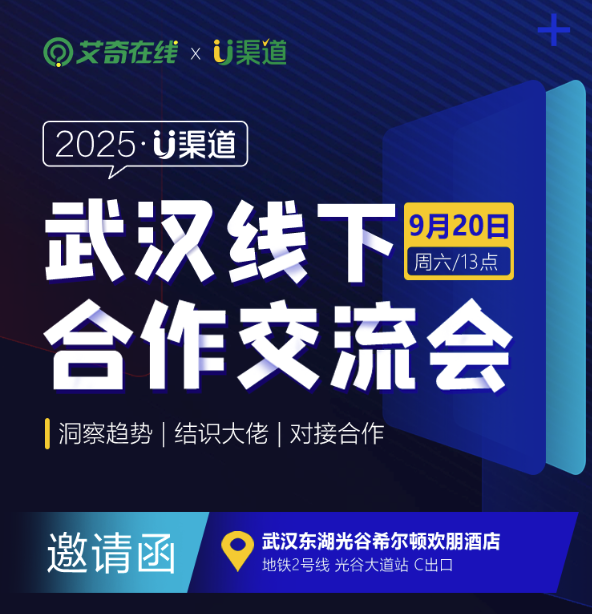 艾奇在线 x U渠道
2025·U渠道
武汉线下
9月20日
周六/13点
合作交流会
洞察趋势 | 结识大佬 | 对接合作
邀请函
武汉东湖光谷希尔顿欢朋酒店
地铁2号线 光谷大道站 C出口